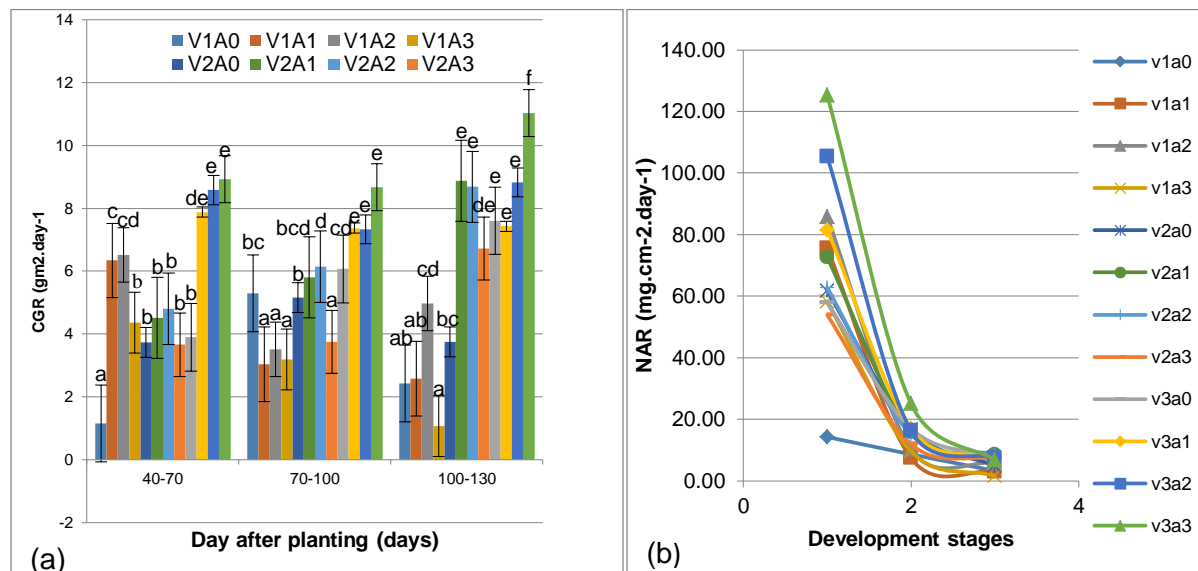 14
12
10
8
6
4
2
0
-2
CGR (gm2.day-1
V1A0 V1A1 V1A2 V1A3
V2A0 V2A1 V2A2 V2A3
a c cd b b b b b b de e e
bc a a a b bcd d a cd e e e
ab ab cd a bc e e de e e e f
40-70 70-100 100-130
Day after planting (days)
(a)
140.00
120.00
100.00
80.00
60.00
40.00
20.00
0.00
NAR (mg.cm-2.day-1)
0 2 4
Development stages
(b)
v1a0
v1a1
v1a2
v1a3
v2a0
v2a1
v2a2
v2a3
v3a0
v3a1
v3a2
v3a3